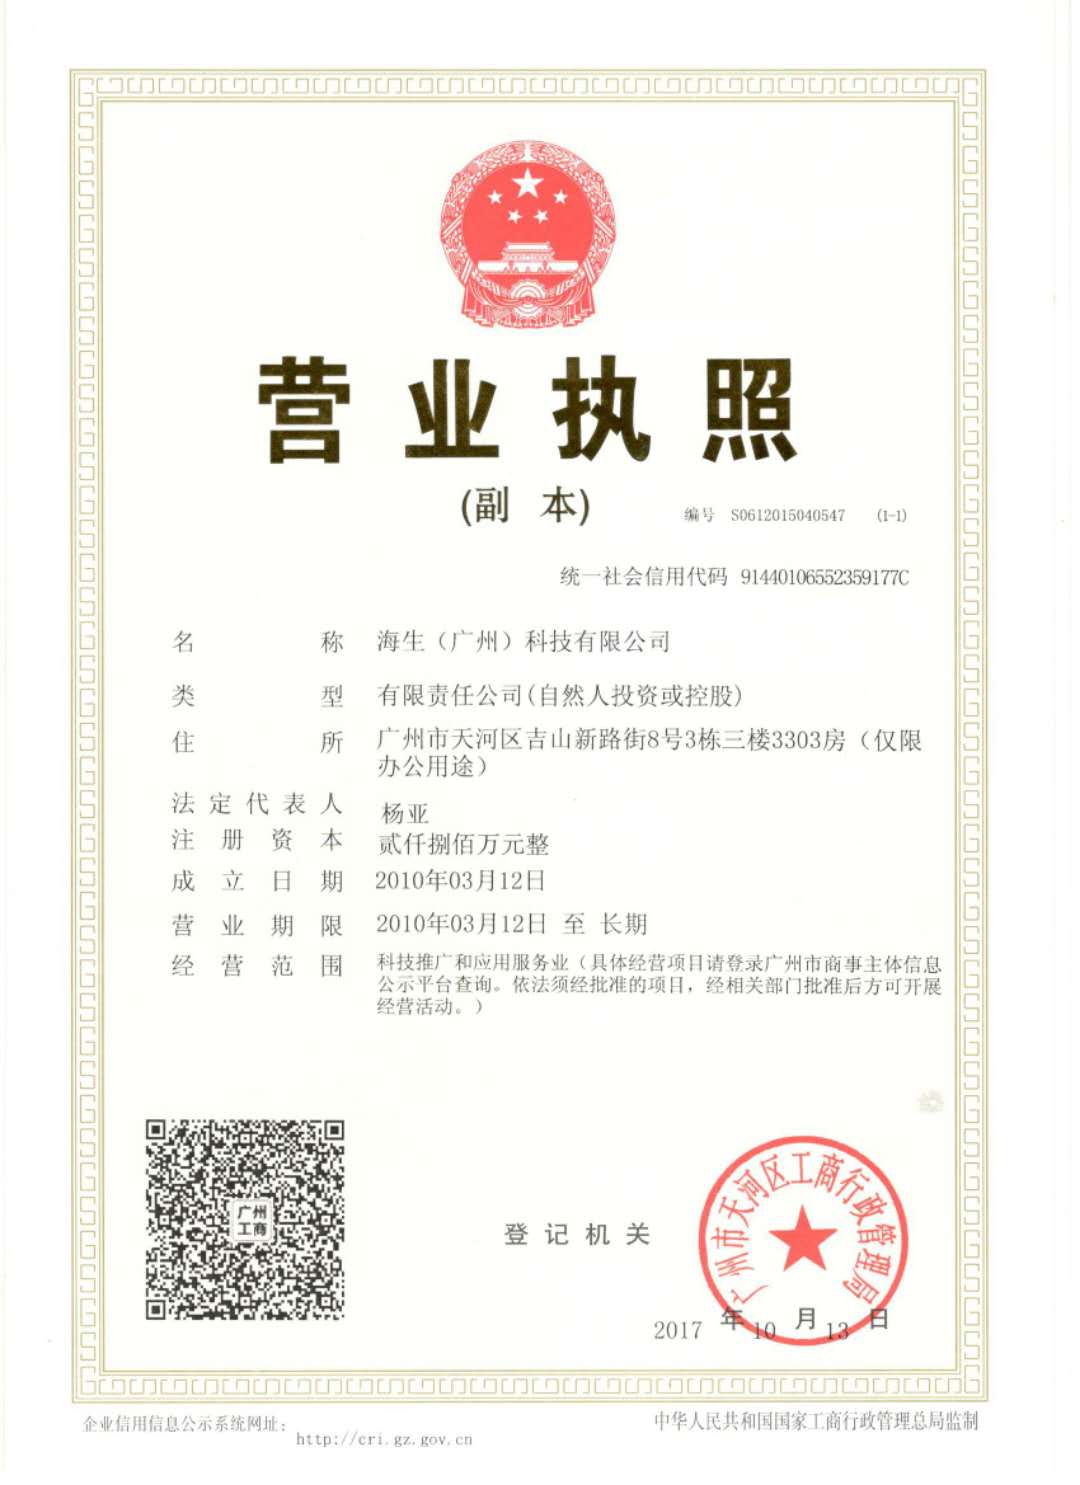 营业执照
(副 本)
编号 S0612015040547 (1-1)
统一社会信用代码 91440106552359177C
名称 海生（广州）科技有限公司
类型 有限责任公司(自然人投资或控股)
住所 广州市天河区吉山新路街8号3栋三楼3303房（仅限
办公用途）
法定代表人 杨亚
注册资本 贰仟捌佰万元整
成立日期 2010年03月12日
营业期限 2010年03月12日 至 长期
经营范围 科技推广和应用服务业（具体经营项目请登录广州市商事主体信息
公示平台查询。依法须经批准的项目，经相关部门批准后方可开展
经营活动。）
广州
工商
登记机关
广州市天河区工商行政管理局
2017 年 10 月 13 日
企业信用信息公示系统网址：
http://cri.gz.gov.cn
中华人民共和国国家工商行政管理总局监制